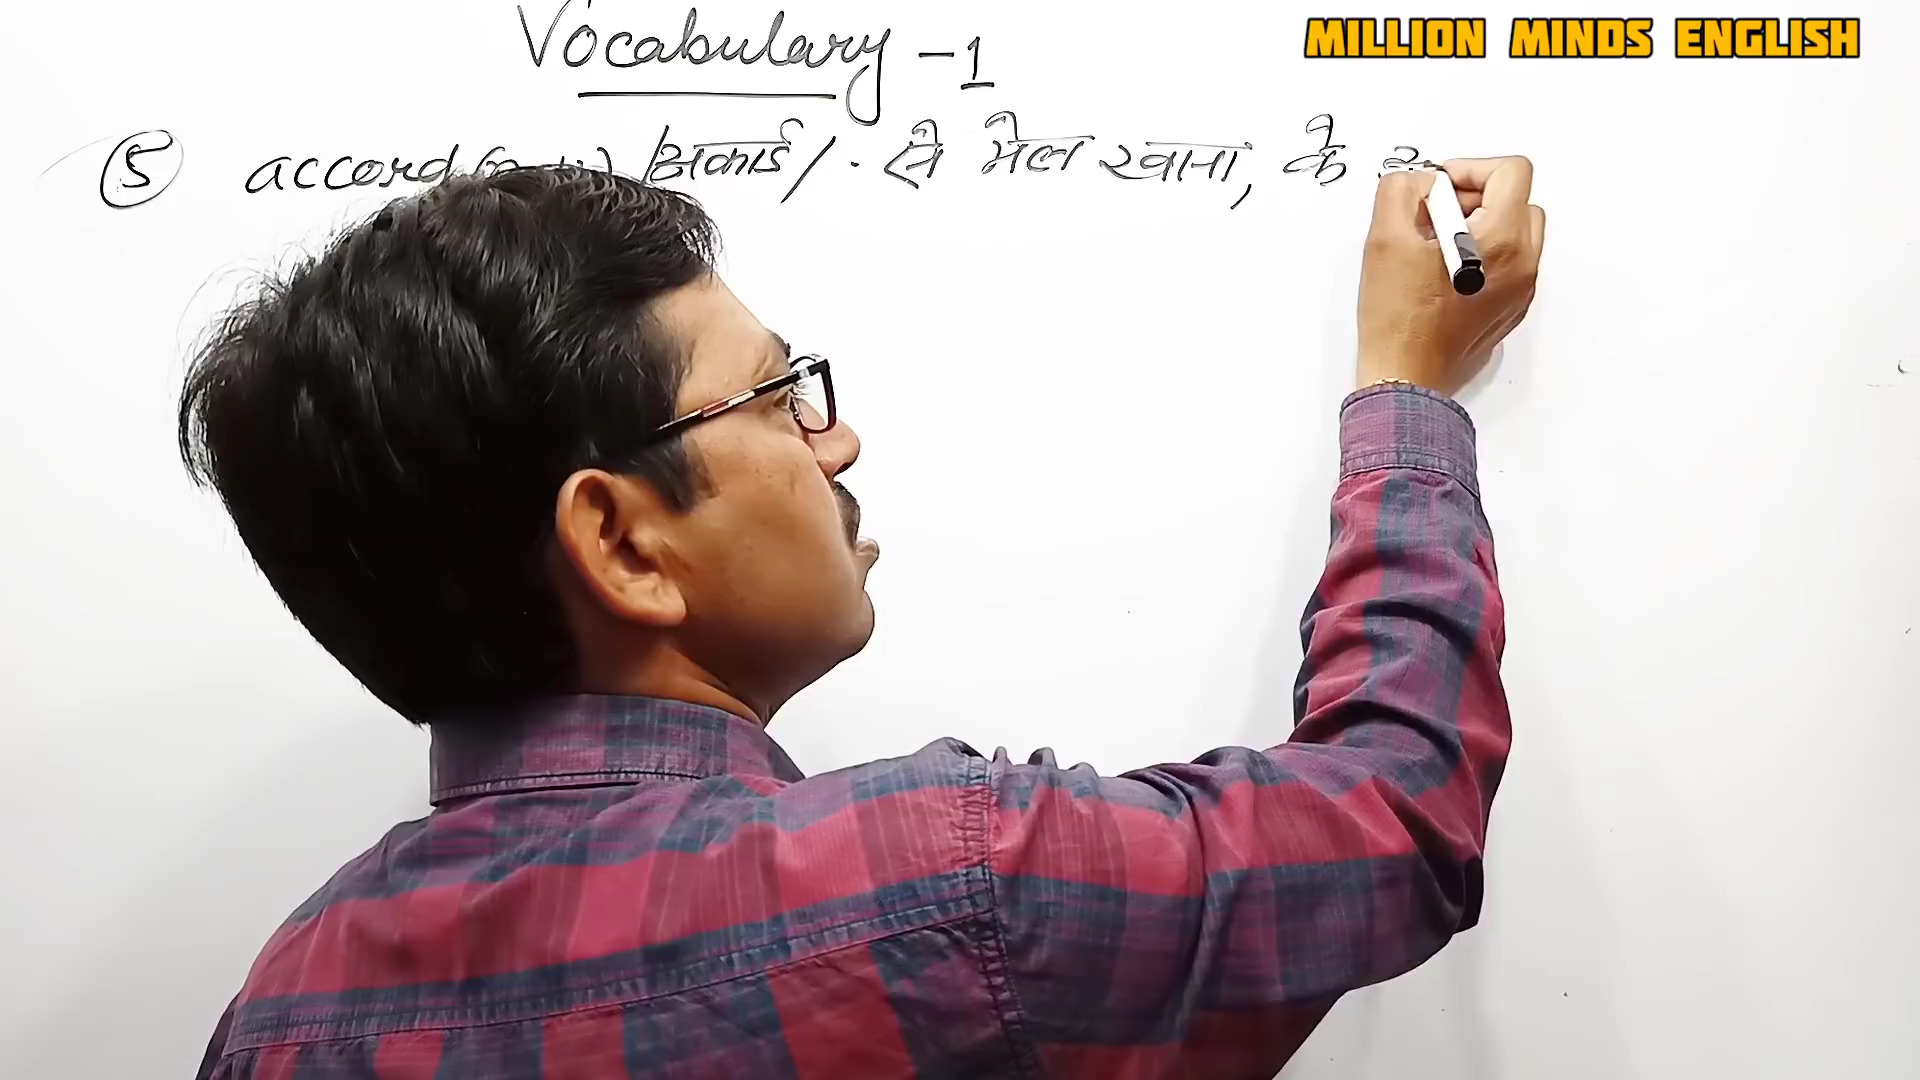 MILLION MINDS ENGLISH
Vocabulary - 1
⑤ accord /अकार्ड/ . से मेल खाना, के